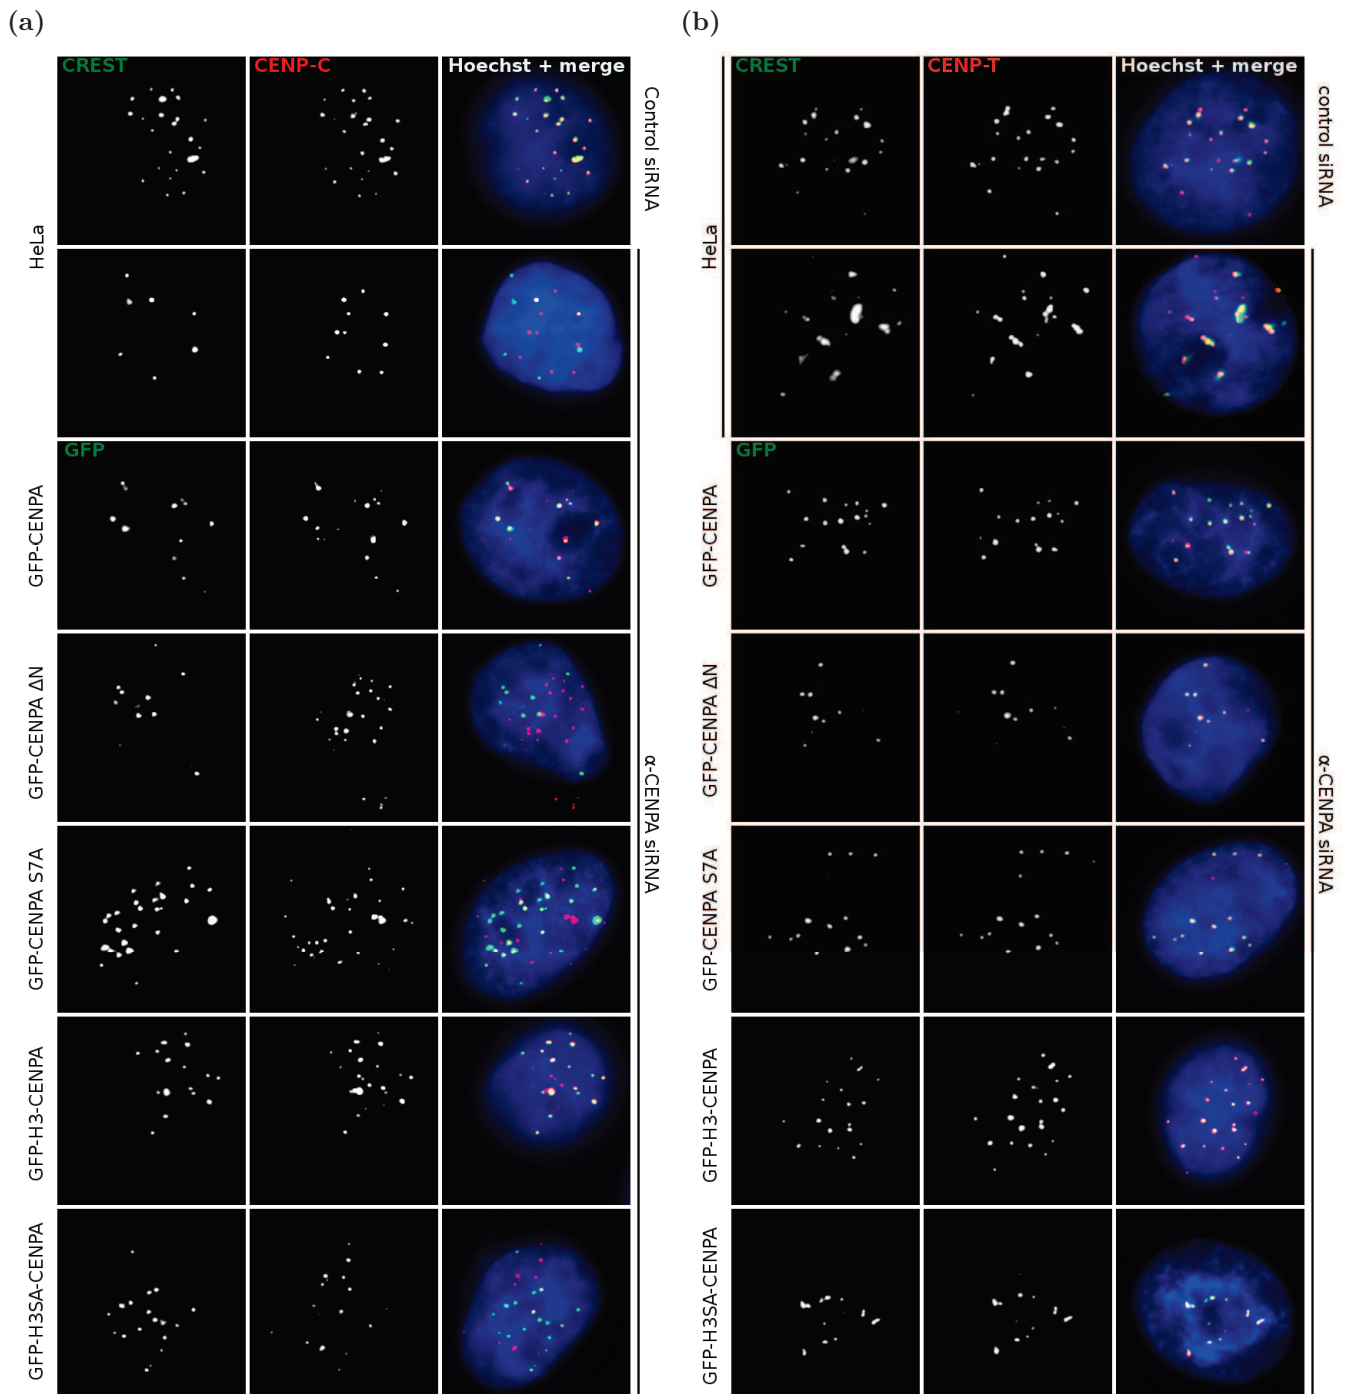 (a)
(b)
CREST
CENP-C
Hoechst + merge
Control siRNA
HeLa
GFP
GFP-CENPA
GFP-CENPA ΔN
GFP-CENPA S7A
GFP-H3-CENPA
GFP-H3SA-CENPA
α-CENPA siRNA
CREST
CENP-T
Hoechst + merge
control siRNA
HeLa
GFP
GFP-CENPA
GFP-CENPA ΔN
GFP-CENPA S7A
GFP-H3-CENPA
GFP-H3SA-CENPA
α-CENPA siRNA